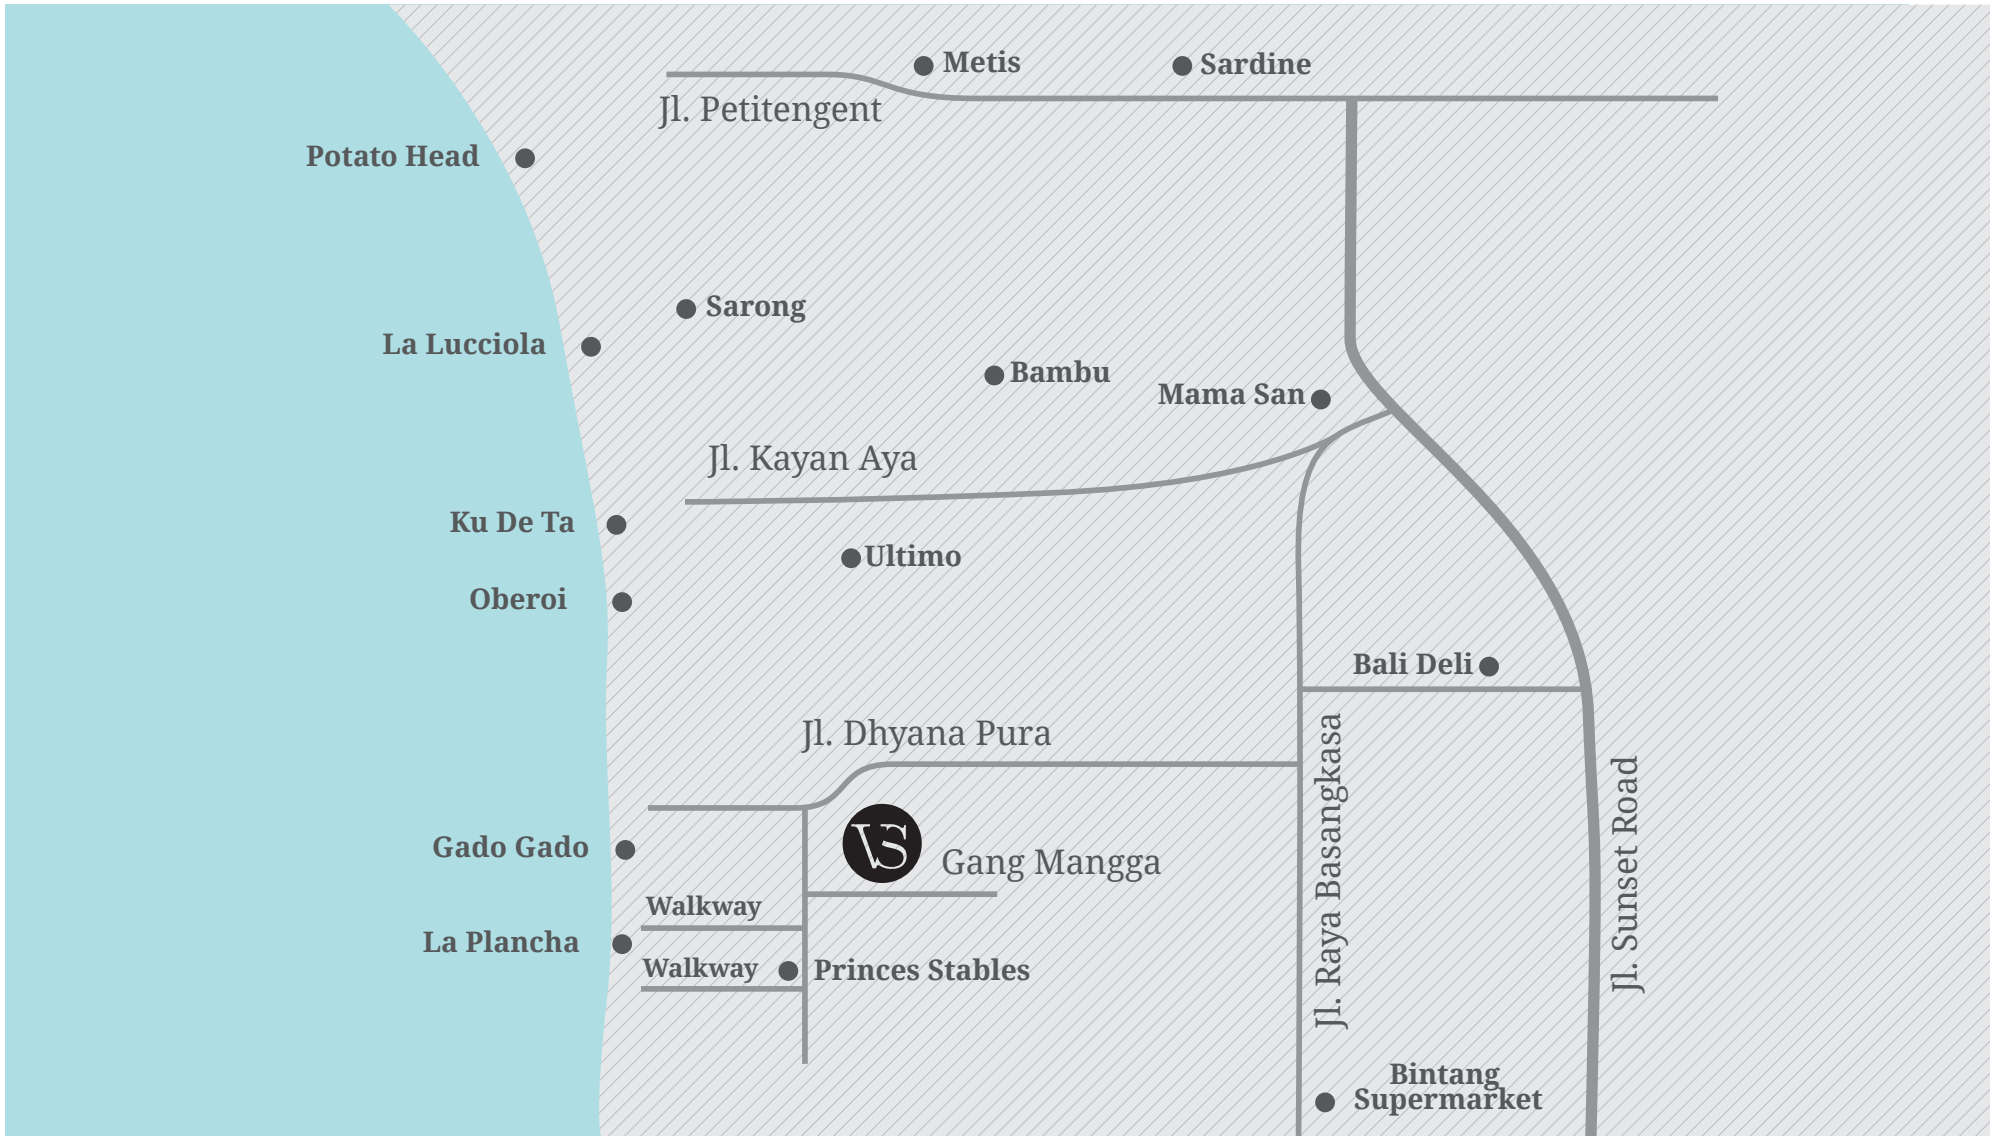 Metis
Sardine
Jl. Petitengent
Potato Head
Sarong
La Lucciola
Bambu
Mama San
Jl. Kayan Aya
Ku De Ta
Ultimo
Oberoi
Bali Deli
Jl. Dhyana Pura
Jl. Raya Basangkasa
Jl. Sunset Road
VS
Gado Gado
Gang Mangga
Walkway
La Plancha
Walkway
Princes Stables
Bintang
Supermarket